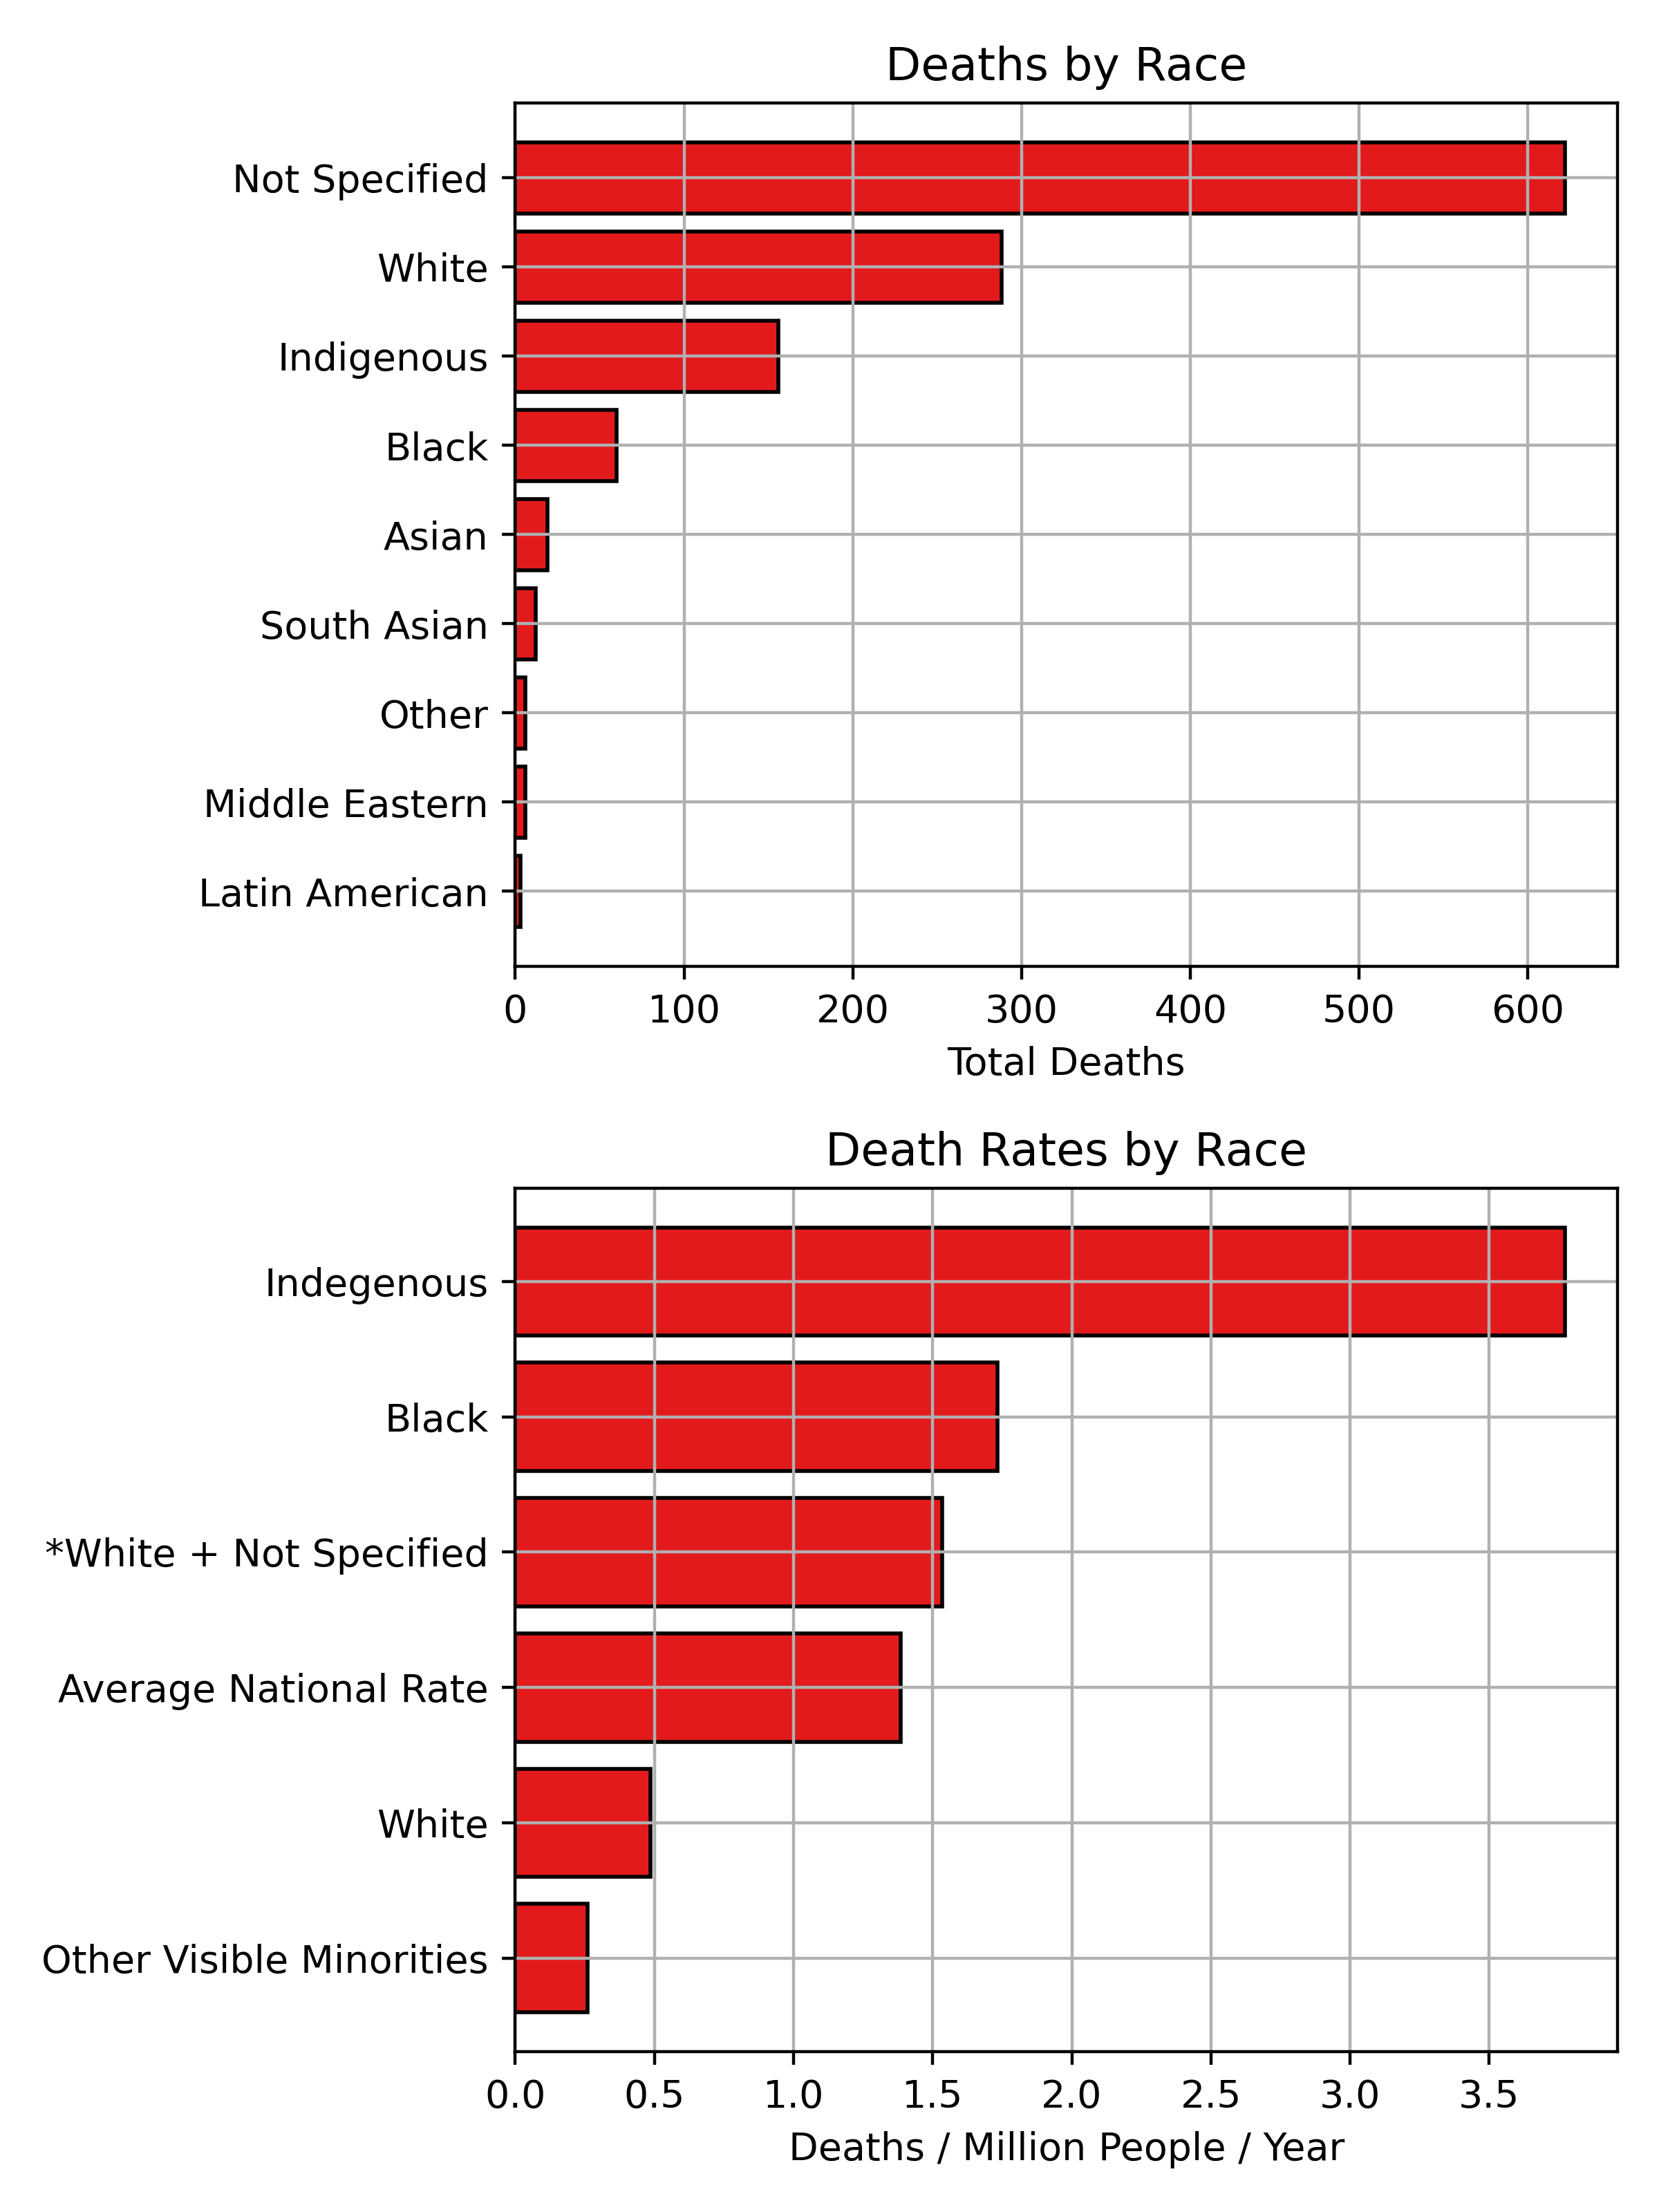 Deaths by Race
Not Specified
White
Indigenous
Black
Asian
South Asian
Other
Middle Eastern
Latin American
0 100 200 300 400 500 600
Total Deaths
Death Rates by Race
Indegenous
Black
*White + Not Specified
Average National Rate
White
Other Visible Minorities
0.0 0.5 1.0 1.5 2.0 2.5 3.0 3.5
Deaths / Million People / Year